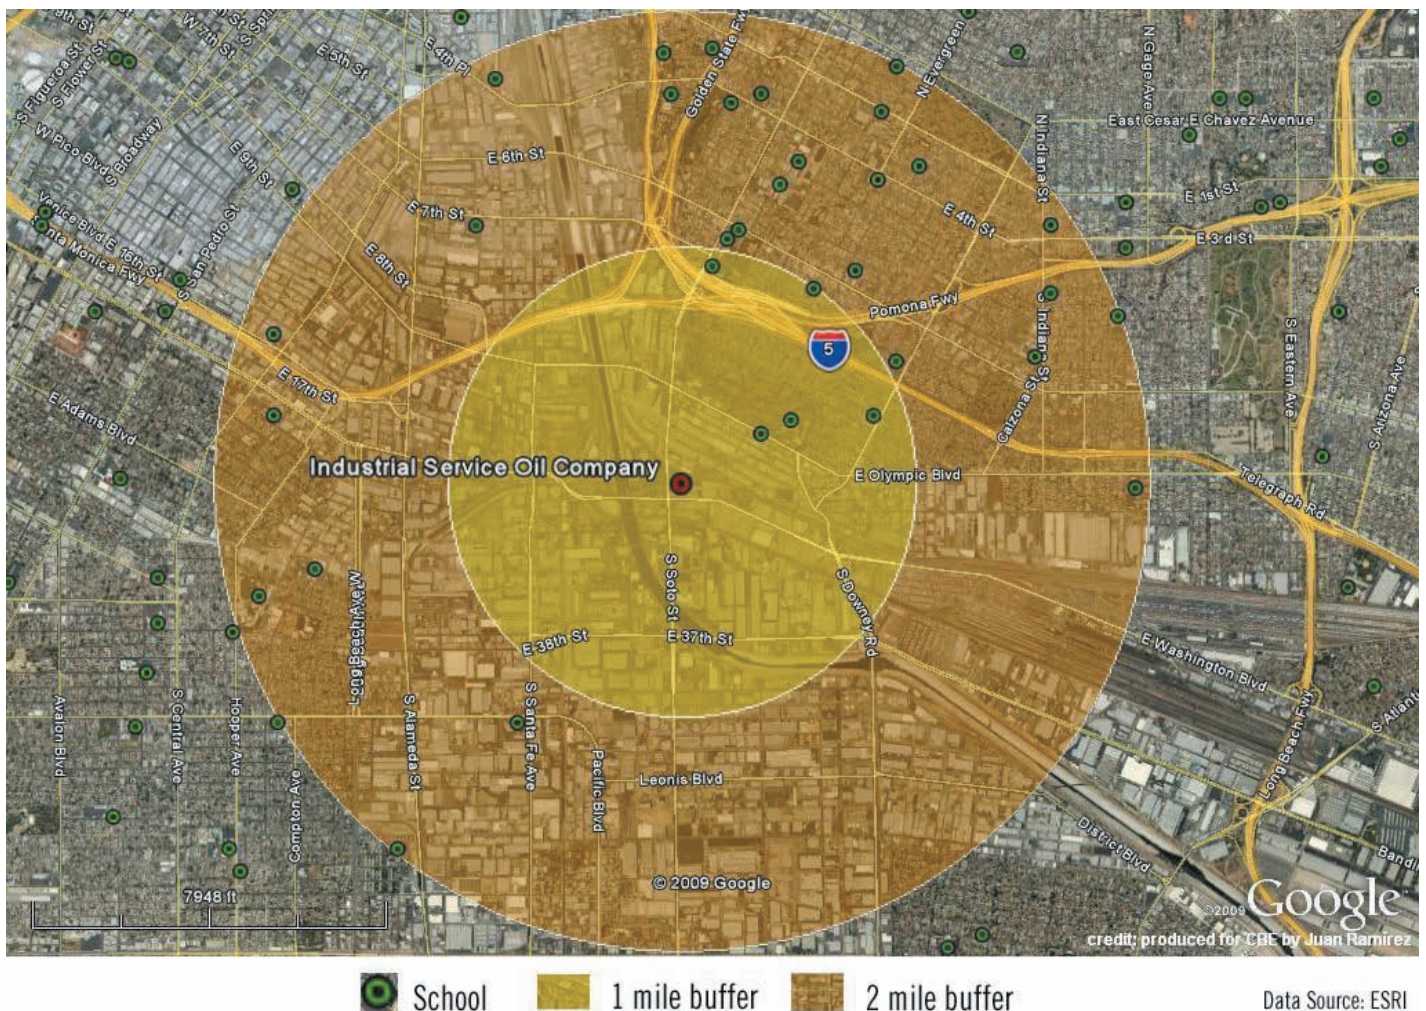 S Figueroa St
S Flower St
W 7th St
S Spri
E 5th St
E 4th Pl
Golden State Fwy
N Evergreen
N Gage Ave
W Pico Blvd
S Broadway
E 9th St
East Cesar E Chavez Avenue
E 6th St
N Indiana St
E 1st St
Venice Blvd
E 16th St
Santa Monica Fwy
S San Pedro St
E 7th St
E 4th St
E 3rd St
E 8th St
Pomona Fwy
S Indiana St
5
S Eastern Ave
E 17th St
E Adams Blvd
Calzona St
S Arizona Ave
Industrial Service Oil Company
E Olympic Blvd
Telegraph Rd
S Soto St
S Downey Rd
Long Beach Ave
E 38th St
E 37th St
E Washington Blvd
Avalon Blvd
S Central Ave
Hooper Ave
S Alameda St
S Santa Fe Ave
S Atlant
Long Beach Fwy
Compton Ave
Pacific Blvd
Leonis Blvd
District Blvd
Bandi
7948 ft
© 2009 Google
©2009 Google
credit: produced for CBE by Juan Ramirez
School
1 mile buffer
2 mile buffer
Data Source: ESRI